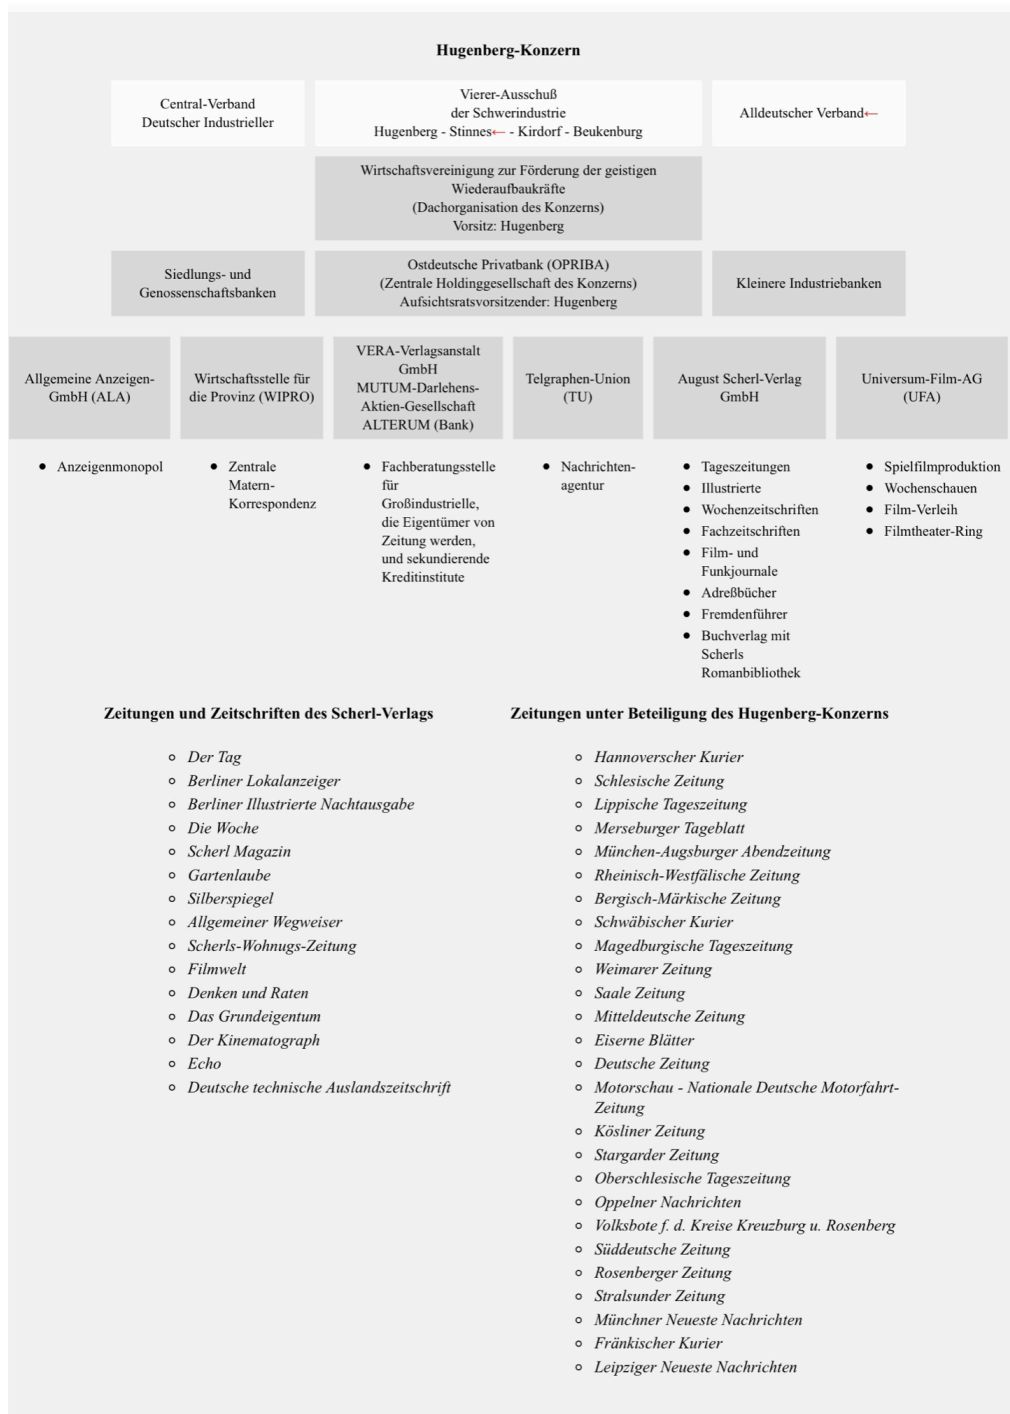 Hugenberg-Konzern
Central-Verband
Deutscher Industrieller
Vierer-Ausschuß
der Schwerindustrie
Hugenberg - Stinnes← - Kirdorf - Beukenburg
Alldeutscher Verband←
Wirtschaftsvereinigung zur Förderung der geistigen
Wiederaufbaukräfte
(Dachorganisation des Konzerns)
Vorsitz: Hugenberg
Siedlungs- und
Genossenschaftsbanken
Ostdeutsche Privatbank (OPRIBA)
(Zentrale Holdinggesellschaft des Konzerns)
Aufsichtsratsvorsitzender: Hugenberg
Kleinere Industriebanken
Allgemeine Anzeigen-
GmbH (ALA)
Wirtschaftsstelle für
die Provinz (WIPRO)
VERA-Verlagsanstalt
GmbH
MUTUM-Darlehens-
Aktien-Gesellschaft
ALTERUM (Bank)
Telgraphen-Union
(TU)
August Scherl-Verlag
GmbH
Universum-Film-AG
(UFA)
● Anzeigenmonopol
● Zentrale
Matern-
Korrespondenz
● Fachberatungsstelle
für
Großindustrielle,
die Eigentümer von
Zeitung werden,
und sekundierende
Kreditinstitute
● Nachrichten-
agentur
● Tageszeitungen
● Illustrierte
● Wochenzeitschriften
● Fachzeitschriften
● Film- und
Funkjournale
● Adreßbücher
● Fremdenführer
● Buchverlag mit
Scherls
Romanbibliothek
● Spielfilmproduktion
● Wochenschauen
● Film-Verleih
● Filmtheater-Ring
Zeitungen und Zeitschriften des Scherl-Verlags
○ Der Tag
○ Berliner Lokalanzeiger
○ Berliner Illustrierte Nachtausgabe
○ Die Woche
○ Scherl Magazin
○ Gartenlaube
○ Silberspiegel
○ Allgemeiner Wegweiser
○ Scherls-Wohnugs-Zeitung
○ Filmwelt
○ Denken und Raten
○ Das Grundeigentum
○ Der Kinematograph
○ Echo
○ Deutsche technische Auslandszeitschrift
Zeitungen unter Beteiligung des Hugenberg-Konzerns
○ Hannoverscher Kurier
○ Schlesische Zeitung
○ Lippische Tageszeitung
○ Merseburger Tageblatt
○ München-Augsburger Abendzeitung
○ Rheinisch-Westfälische Zeitung
○ Bergisch-Märkische Zeitung
○ Schwäbischer Kurier
○ Magedburgische Tageszeitung
○ Weimarer Zeitung
○ Saale Zeitung
○ Mitteldeutsche Zeitung
○ Eiserne Blätter
○ Deutsche Zeitung
○ Motorschau - Nationale Deutsche Motorfahrt-
Zeitung
○ Kösliner Zeitung
○ Stargarder Zeitung
○ Oberschlesische Tageszeitung
○ Oppelner Nachrichten
○ Volksbote f. d. Kreise Kreuzburg u. Rosenberg
○ Süddeutsche Zeitung
○ Rosenberger Zeitung
○ Stralsunder Zeitung
○ Münchner Neueste Nachrichten
○ Fränkischer Kurier
○ Leipziger Neueste Nachrichten